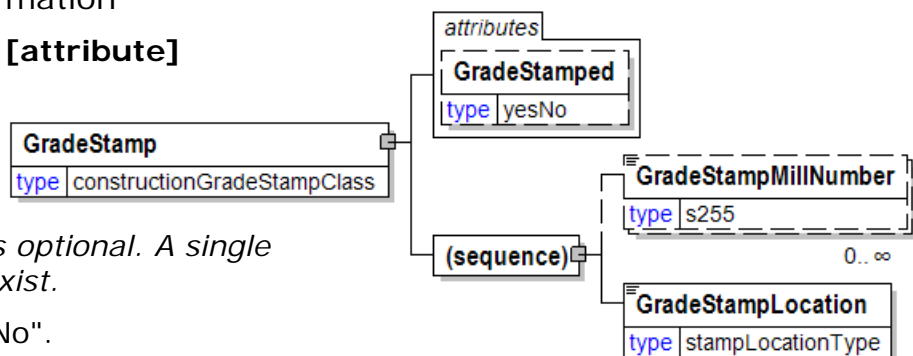 [attribute]
s optional. A single
xist.
No".
attributes
GradeStamped
type yesNo
GradeStamp
type constructionGradeStampClass
(sequence)
GradeStampMillNumber
type s255
0.. ∞
GradeStampLocation
type stampLocationType